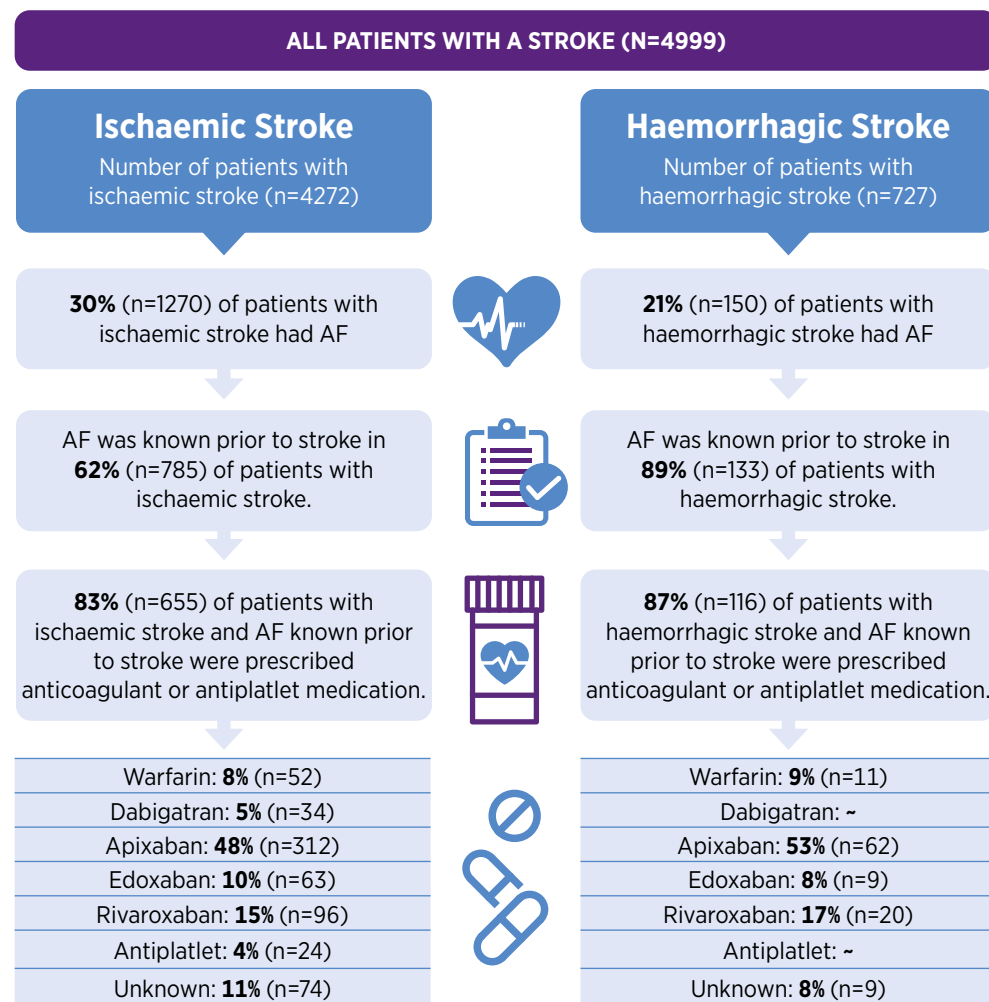 ALL PATIENTS WITH A STROKE (N=4999)
Ischaemic Stroke
Number of patients with
ischaemic stroke (n=4272)
30% (n=1270) of patients with
ischaemic stroke had AF
AF was known prior to stroke in
62% (n=785) of patients with
ischaemic stroke.
83% (n=655) of patients with
ischaemic stroke and AF known prior
to stroke were prescribed
anticoagulant or antiplatlet medication.
Warfarin: 8% (n=52)
Dabigatran: 5% (n=34)
Apixaban: 48% (n=312)
Edoxaban: 10% (n=63)
Rivaroxaban: 15% (n=96)
Antiplatlet: 4% (n=24)
Unknown: 11% (n=74)
Haemorrhagic Stroke
Number of patients with
haemorrhagic stroke (n=727)
21% (n=150) of patients with
haemorrhagic stroke had AF
AF was known prior to stroke in
89% (n=133) of patients with
haemorrhagic stroke.
87% (n=116) of patients with
haemorrhagic stroke and AF known
prior to stroke were prescribed
anticoagulant or antiplatlet medication.
Warfarin: 9% (n=11)
Dabigatran: ~
Apixaban: 53% (n=62)
Edoxaban: 8% (n=9)
Rivaroxaban: 17% (n=20)
Antiplatlet: ~
Unknown: 8% (n=9)